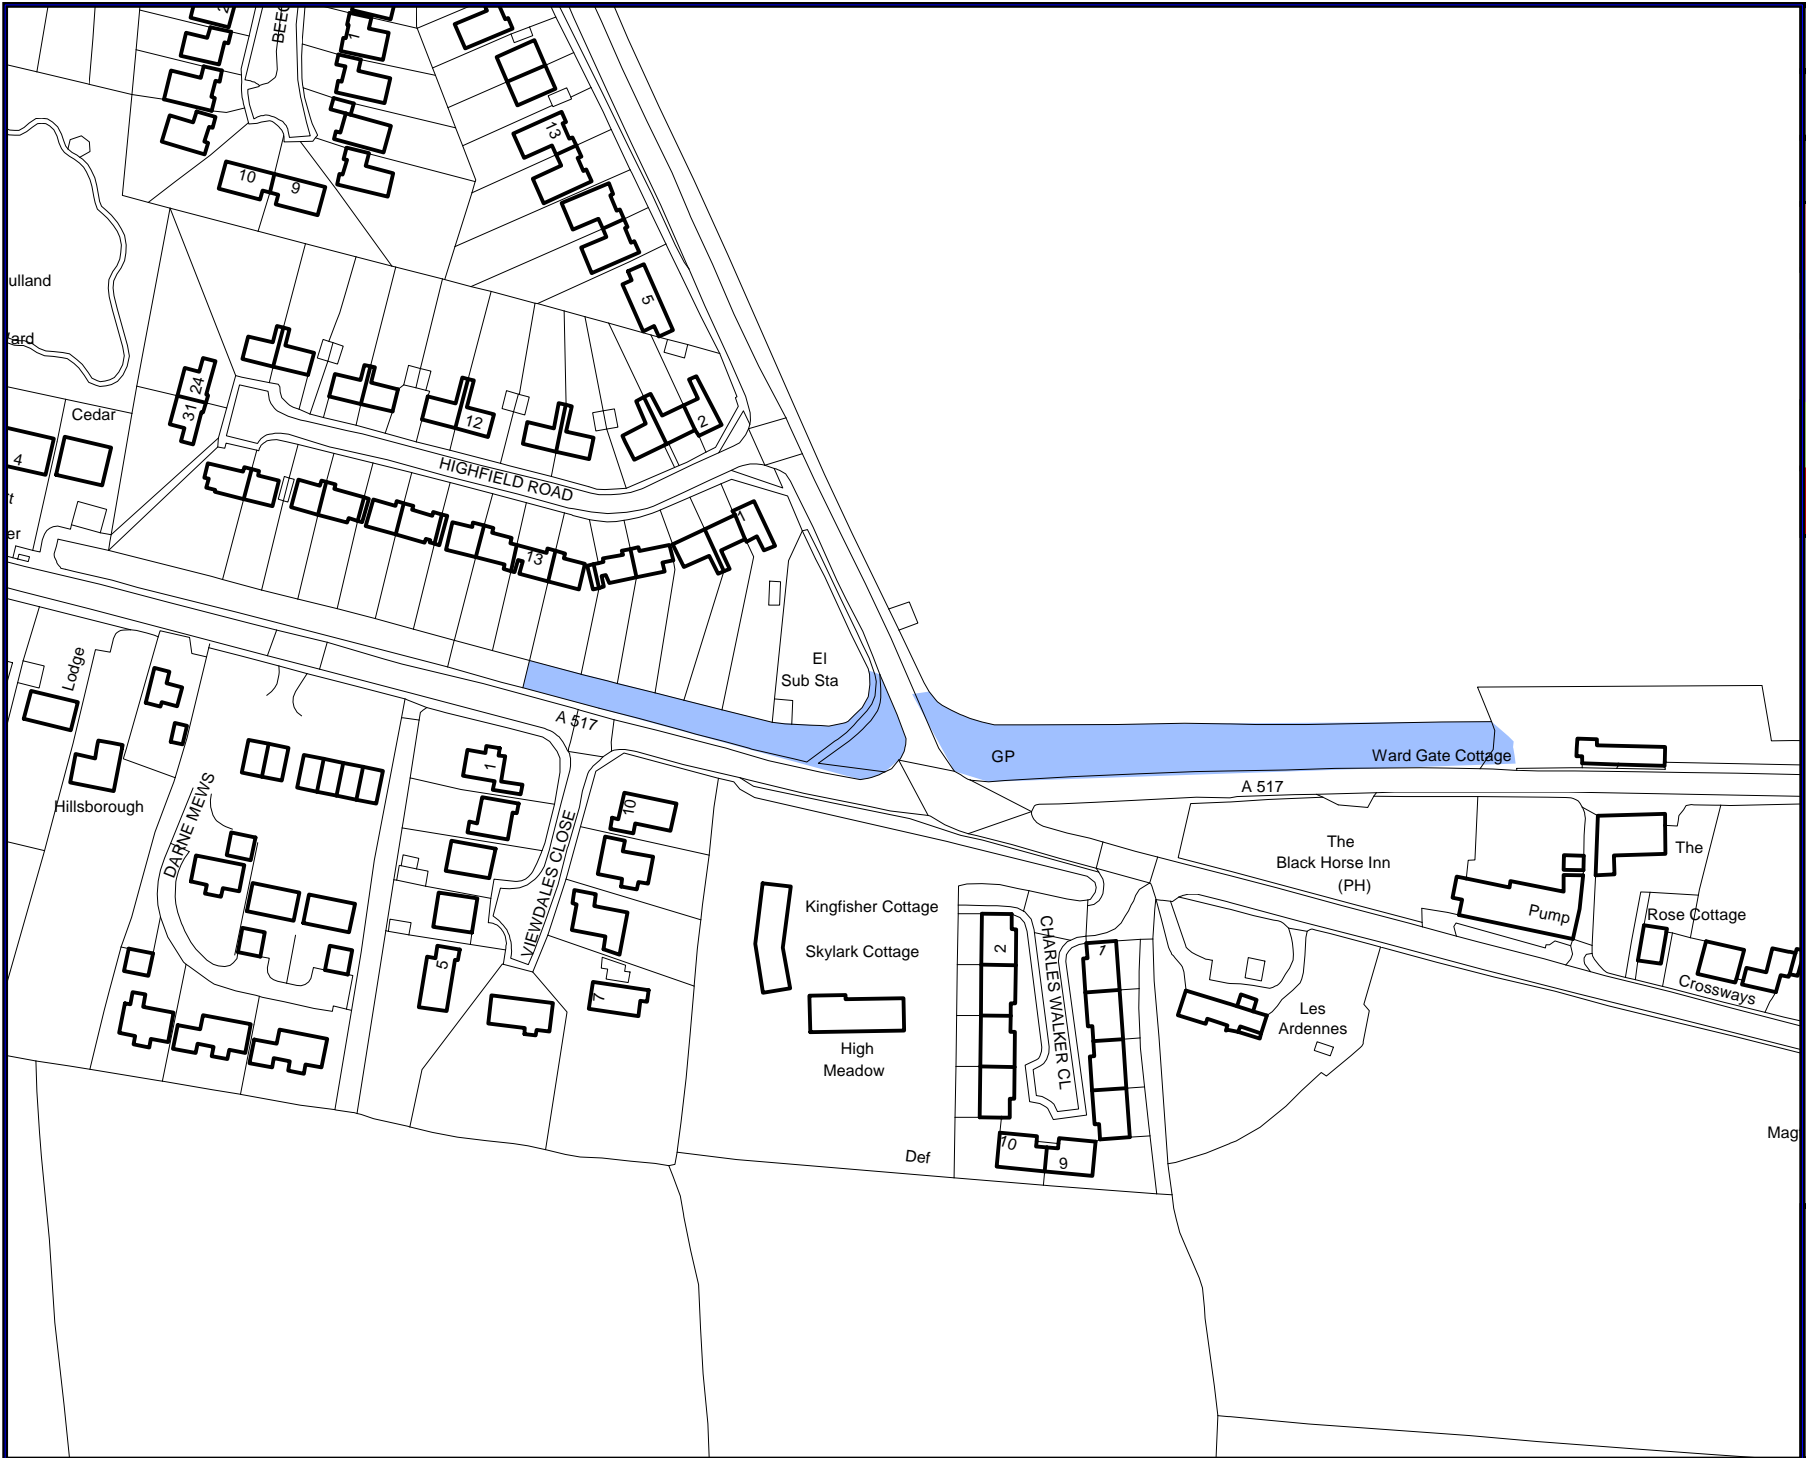 BEEC
1
13
10
9
5
ulland
ard
24
31
Cedar
4
12
2
HIGHFIELD ROAD
er
13
1
El
Sub Sta
Lodge
A 517
GP
Ward Gate Cottage
A 517
Hillsborough
DARNE MEWS
1
10
VIEWDALES CLOSE
The
Black Horse Inn
(PH)
The
Kingfisher Cottage
Skylark Cottage
Pump
Rose Cottage
Crossways
5
7
2
CHARLES WALKER CL
7
Les
Ardennes
High
Meadow
Def
10
9
Mag